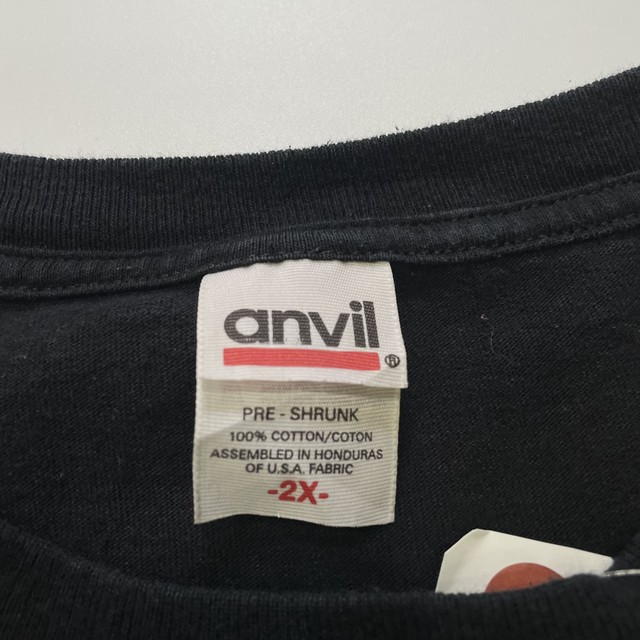 anvil®
PRE - SHRUNK
100% COTTON/COTON
ASSEMBLED IN HONDURAS
OF U.S.A. FABRIC
-2X-